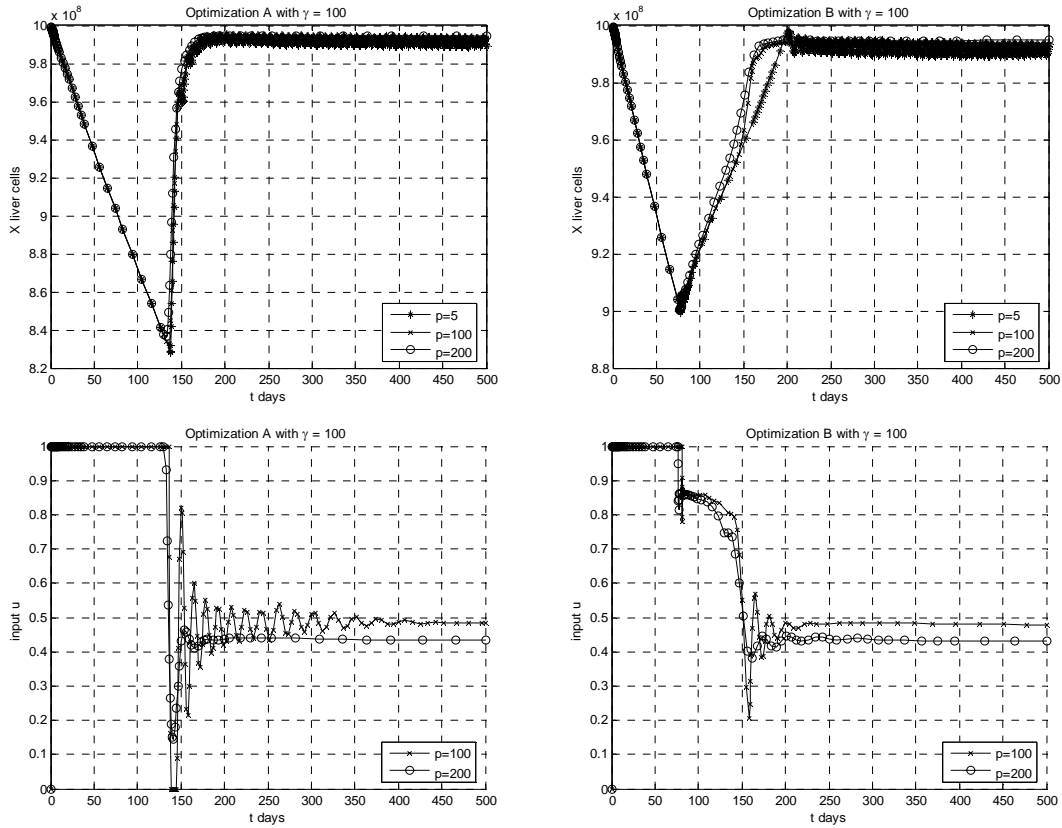 x 10^8
Optimization A with γ = 100
10
9.8
9.6
9.4
9.2
9
8.8
8.6
8.4
8.2
X liver cells
p=5
p=100
p=200
0 50 100 150 200 250 300 350 400 450 500
t days
x 10^8
Optimization B with γ = 100
10
9.8
9.6
9.4
9.2
9
8.8
X liver cells
p=5
p=100
p=200
0 50 100 150 200 250 300 350 400 450 500
t days
Optimization A with γ = 100
1
0.9
0.8
0.7
0.6
0.5
0.4
0.3
0.2
0.1
0
input u
p=100
p=200
0 50 100 150 200 250 300 350 400 450 500
t days
Optimization B with γ = 100
1
0.9
0.8
0.7
0.6
0.5
0.4
0.3
0.2
0.1
0
input u
p=100
p=200
0 50 100 150 200 250 300 350 400 450 500
t days